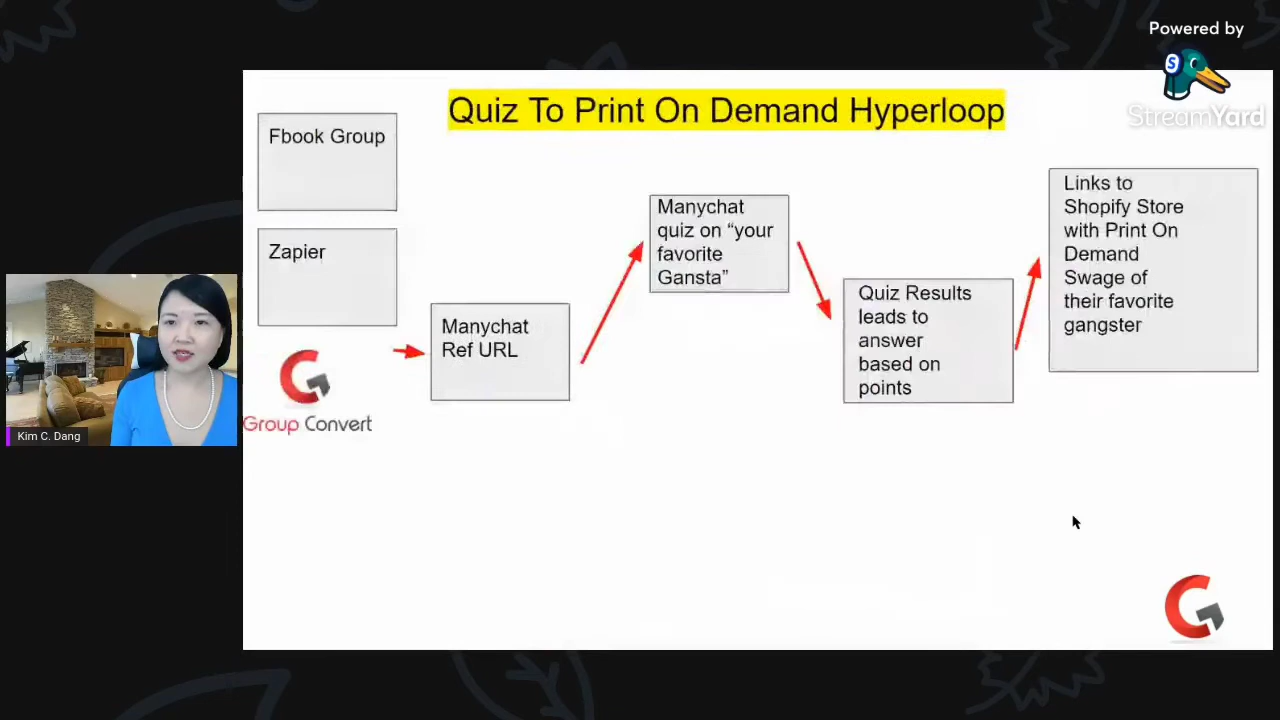 Powered by
StreamYard
Quiz To Print On Demand Hyperloop
Fbook Group
Zapier
Group Convert
Manychat
Ref URL
Manychat
quiz on “your
favorite
Gansta”
Quiz Results
leads to
answer
based on
points
Links to
Shopify Store
with Print On
Demand
Swage of
their favorite
gangster
Kim C. Dang